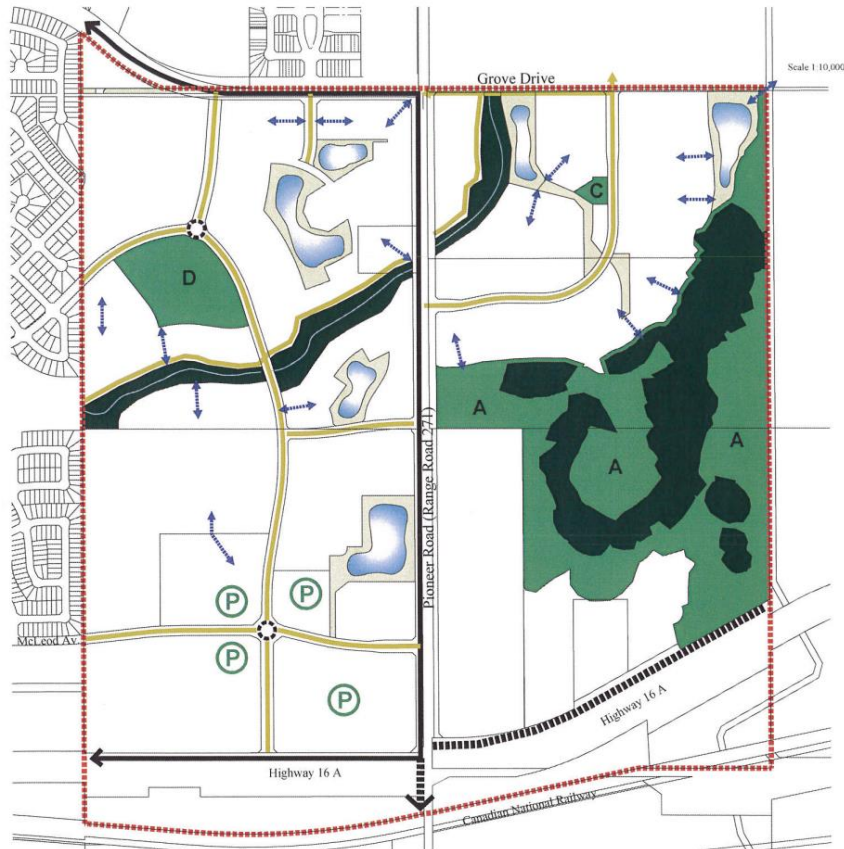 Grove Drive
Scale 1:10,000
C
D
A
A
A
Pioneer Road (Range Road 271)
P
P
McLeod Av.
P
P
Highway 16 A
Highway 16 A
Canadian National Railway